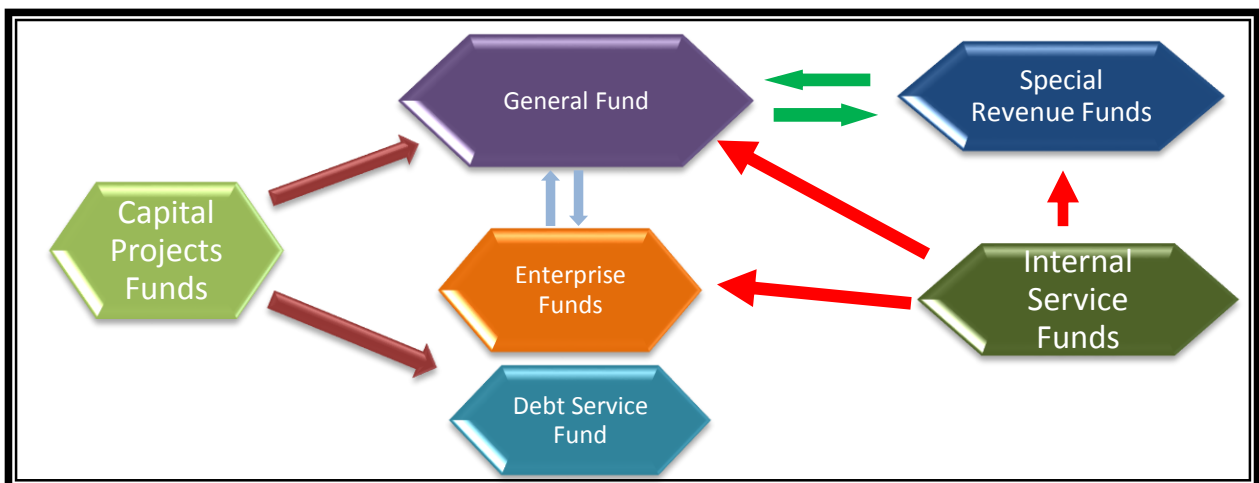 General Fund
Special
Revenue Funds
Capital
Projects
Funds
Enterprise
Funds
Internal
Service
Funds
Debt Service
Fund